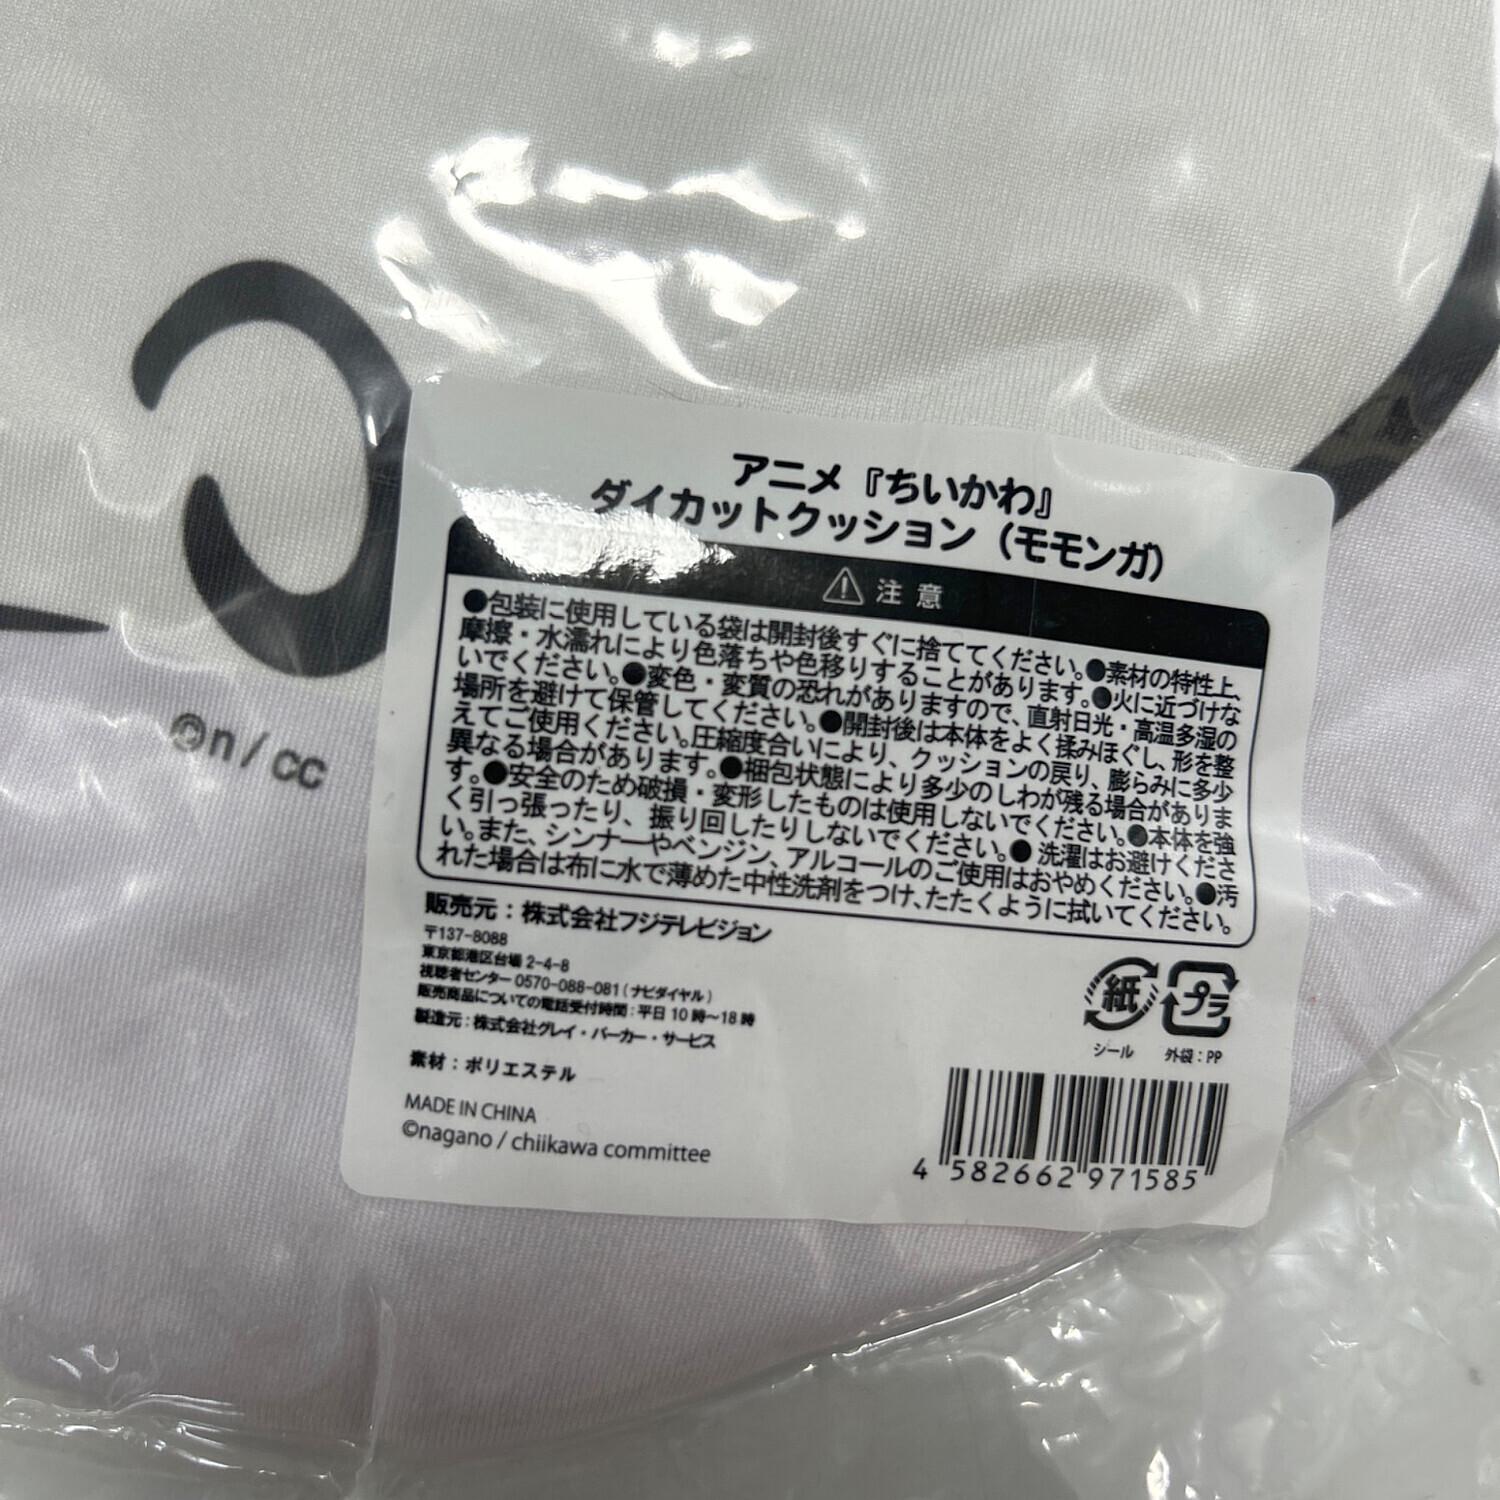 アニメ『ちいかわ』
ダイカットクッション（モモンガ）
注意
●包装に使用している袋は開封後すぐに捨ててください。●素材の特性上、
摩擦・水濡れにより色落ちや色移りすることがあります。●火に近づけな
いでください。●変色・変質の恐れがありますので、直射日光・高温多湿の
場所を避けて保管してください。●開封後は本体をよく揉みほぐし、形を整
えてご使用ください。圧縮度合いにより、クッションの戻り、膨らみに多少
異なる場合があります。●梱包状態により多少のしわが残る場合がありま
す。●安全のため破損・変形したものは使用しないでください。●本体を強
く引っ張ったり、振り回したりしないでください。●洗濯はお避けくださ
い。また、シンナーやベンジン、アルコールのご使用はおやめください。●汚
れた場合は布に水で薄めた中性洗剤をつけ、たたくように拭いてください。
販売元：株式会社フジテレビジョン
〒137-8088
東京都港区台場 2-4-8
視聴者センター 0570-088-081（ナビダイヤル）
販売商品についての電話受付時間：平日 10 時～18 時
製造元：株式会社グレイ・パーカー・サービス
素材：ポリエステル
MADE IN CHINA
©nagano / chiikawa committee
紙
シール
プラ
外袋：PP
4 582662 971585
©n / cc